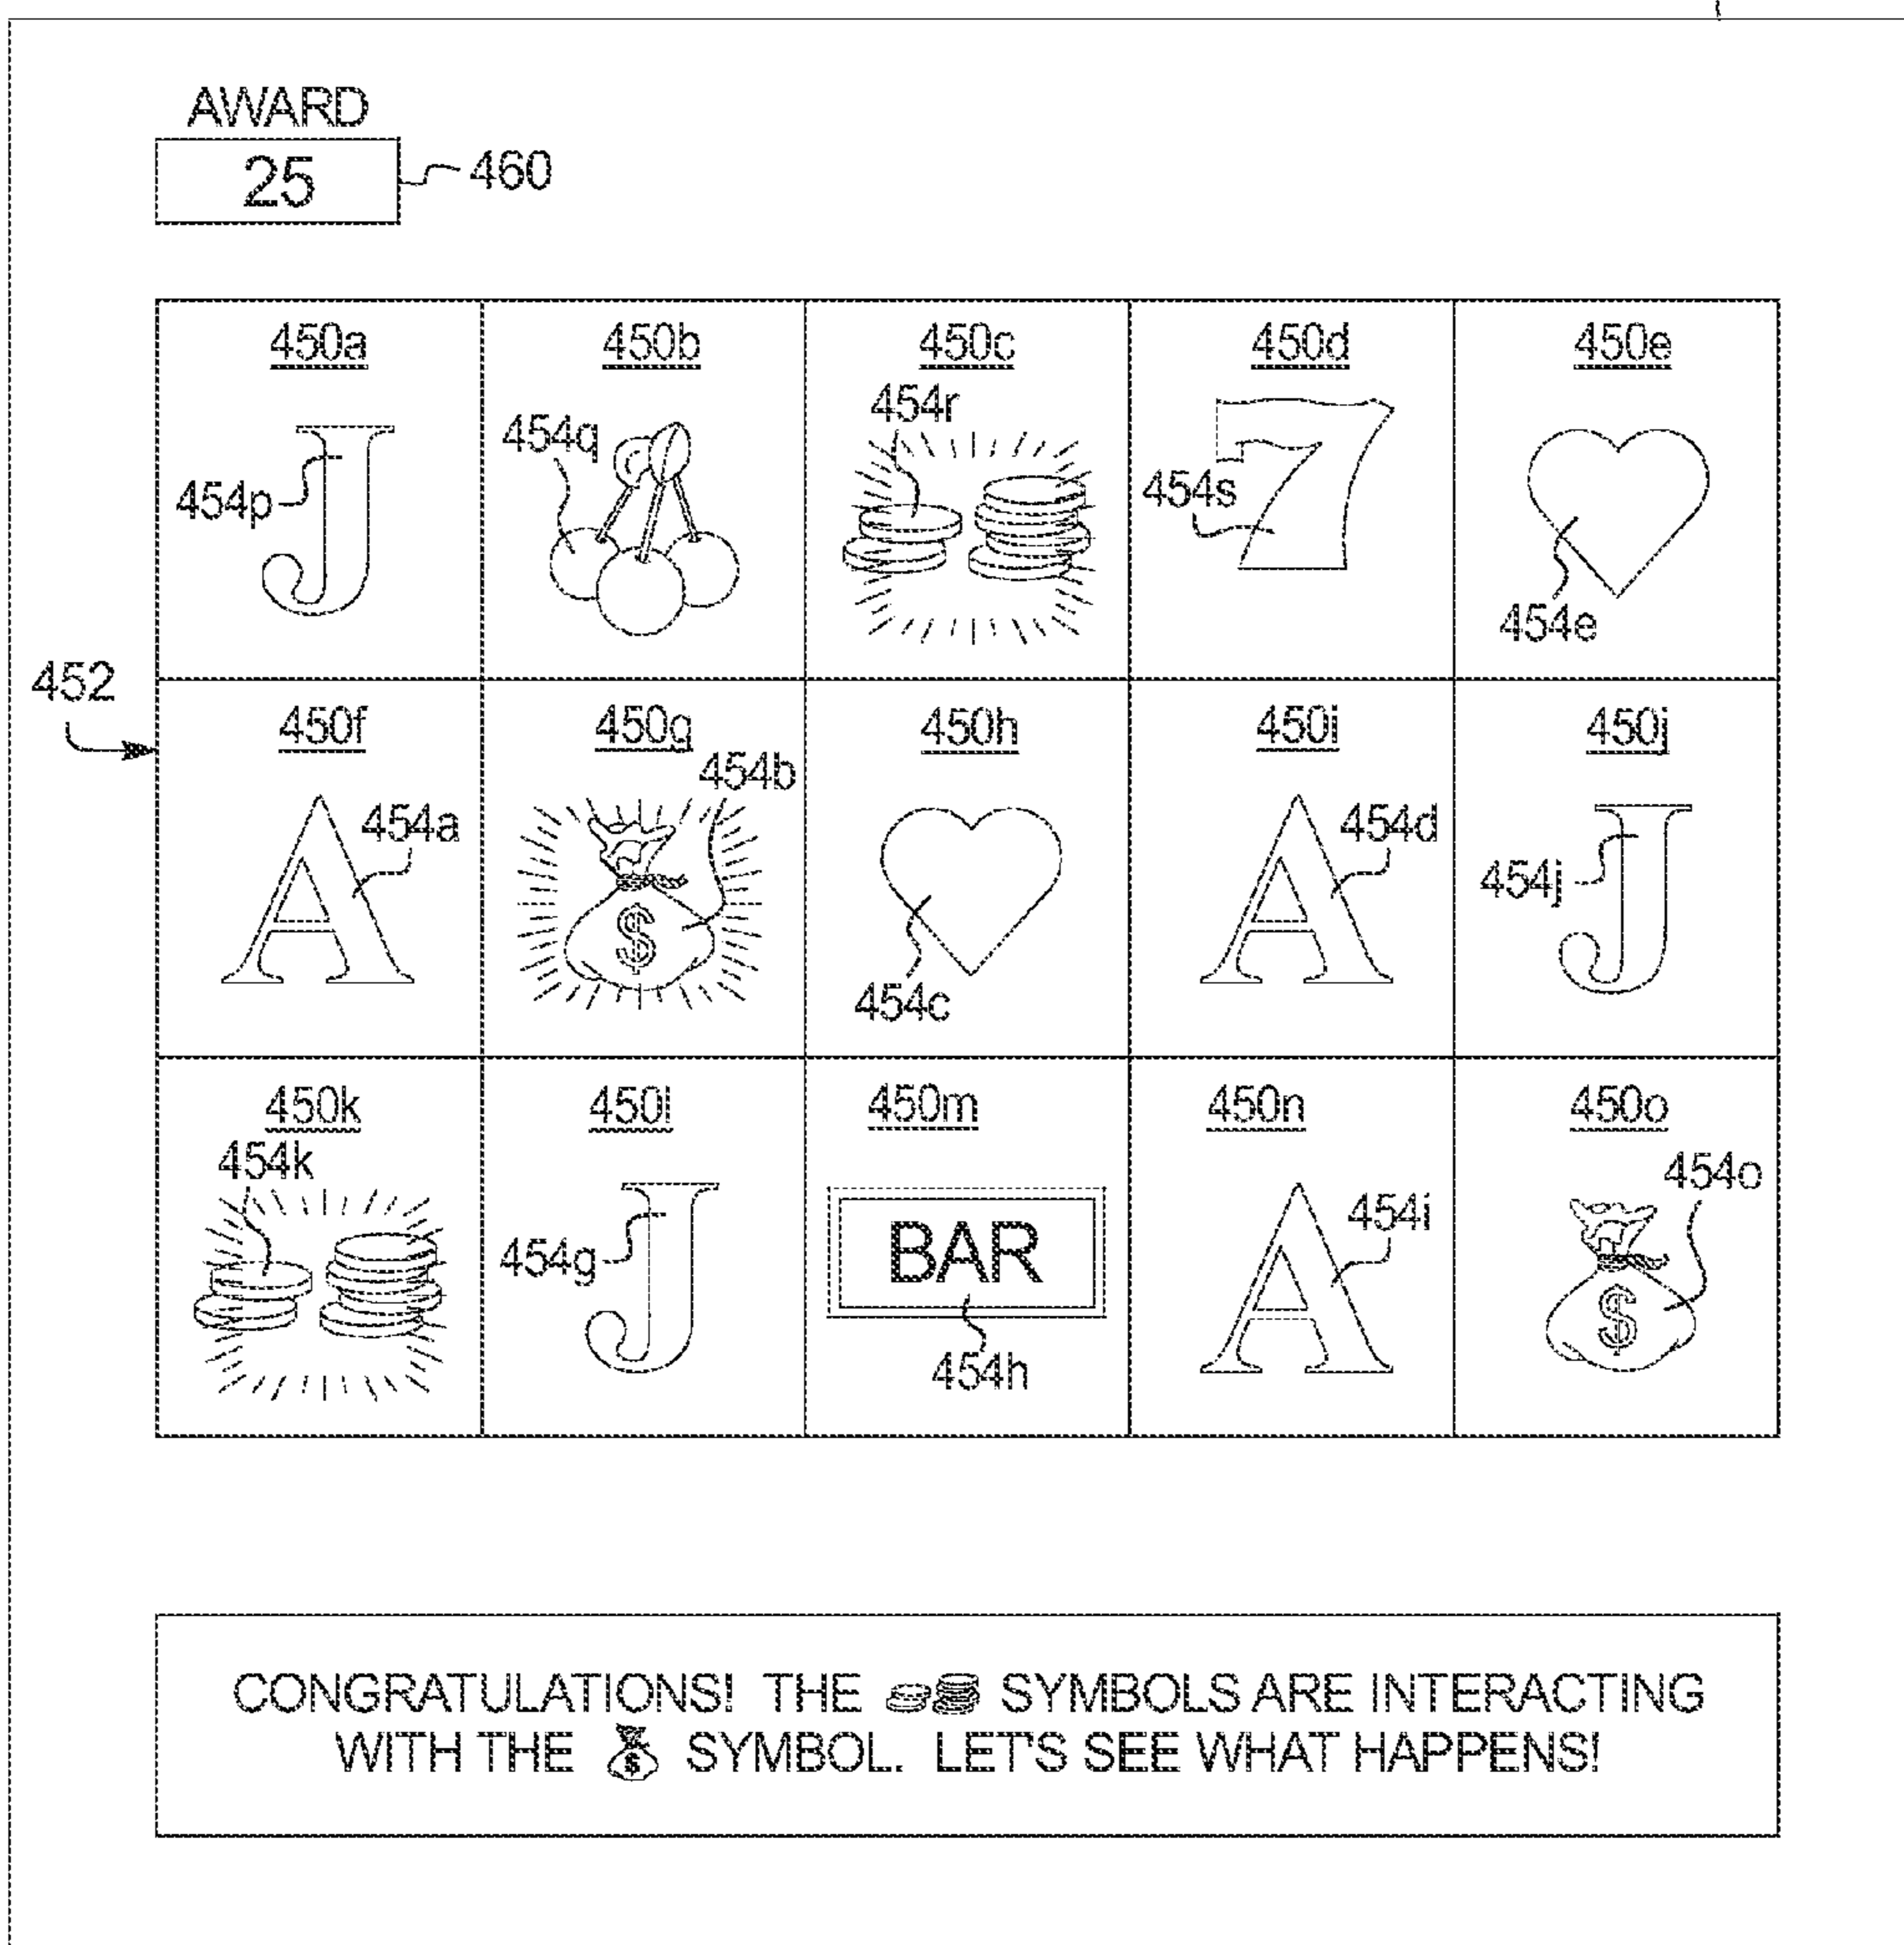 AWARD
25 460
450a 450b 450c 450d 450e
454p J 454q 454r 454s 7 454e
452
450f 450g 450h 450i 450j
A 454a $ 454b 454c A 454d 454j J
450k 450l 450m 450n 450o
454k 454g J BAR 454h A 454i $ 454o
CONGRATULATIONS! THE SYMBOLS ARE INTERACTING
WITH THE $ SYMBOL. LET'S SEE WHAT HAPPENS!